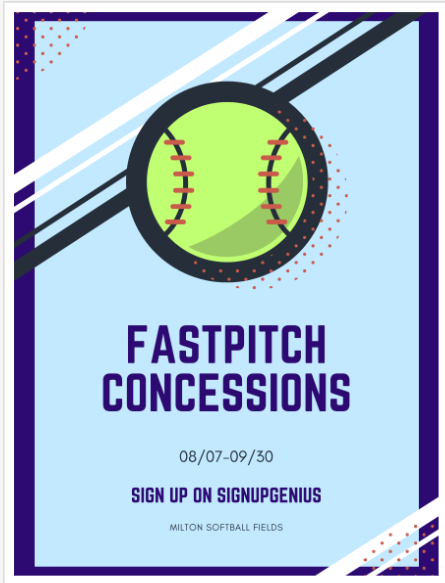 FASTPITCH
CONCESSIONS
08/07-09/30
SIGN UP ON SIGNUPGENIUS
MILTON SOFTBALL FIELDS